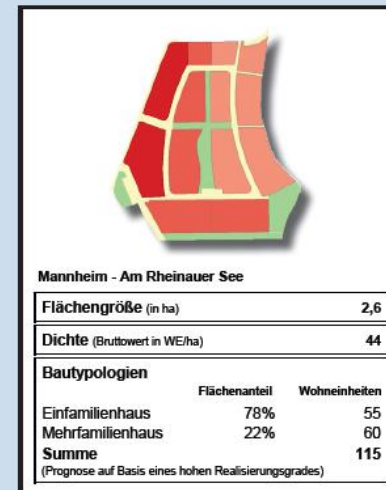 Mannheim - Am Rheinauer See
Flächengröße (in ha) 2,6
Dichte (Bruttowert in WE/ha) 44
Bautypologien
Flächenanteil Wohneinheiten
Einfamilienhaus 78% 55
Mehrfamilienhaus 22% 60
Summe 115
(Prognose auf Basis eines hohen Realisierungsgrades)